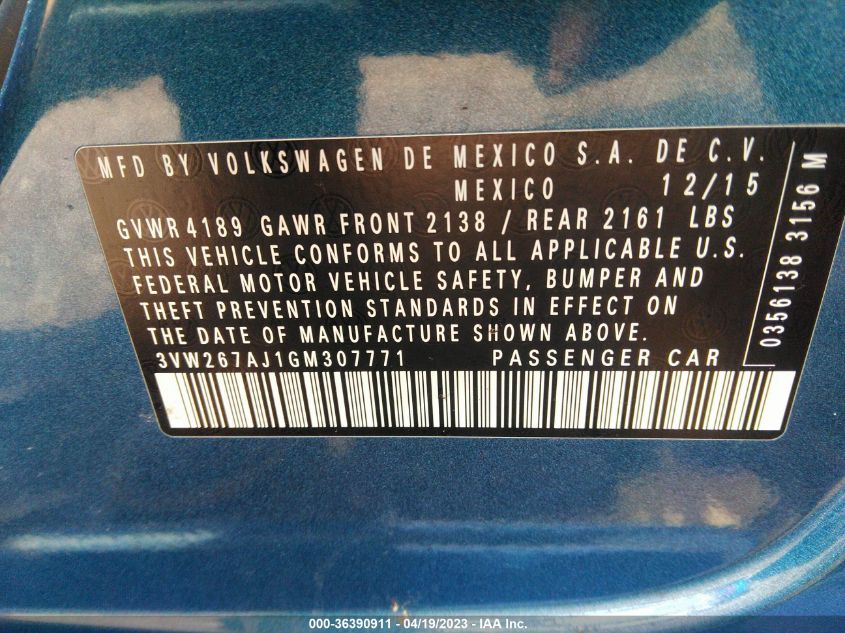 MFD BY VOLKSWAGEN DE MEXICO S.A. DE C.V.
MEXICO 12/15
GVWR 4189 GAWR FRONT 2138 / REAR 2161 LBS
THIS VEHICLE CONFORMS TO ALL APPLICABLE U.S.
FEDERAL MOTOR VEHICLE SAFETY, BUMPER AND
THEFT PREVENTION STANDARDS IN EFFECT ON
THE DATE OF MANUFACTURE SHOWN ABOVE.
3VW267AJ1GM307771 PASSENGER CAR
0356138 3156 M
000-36390911 - 04/19/2023 - IAA Inc.